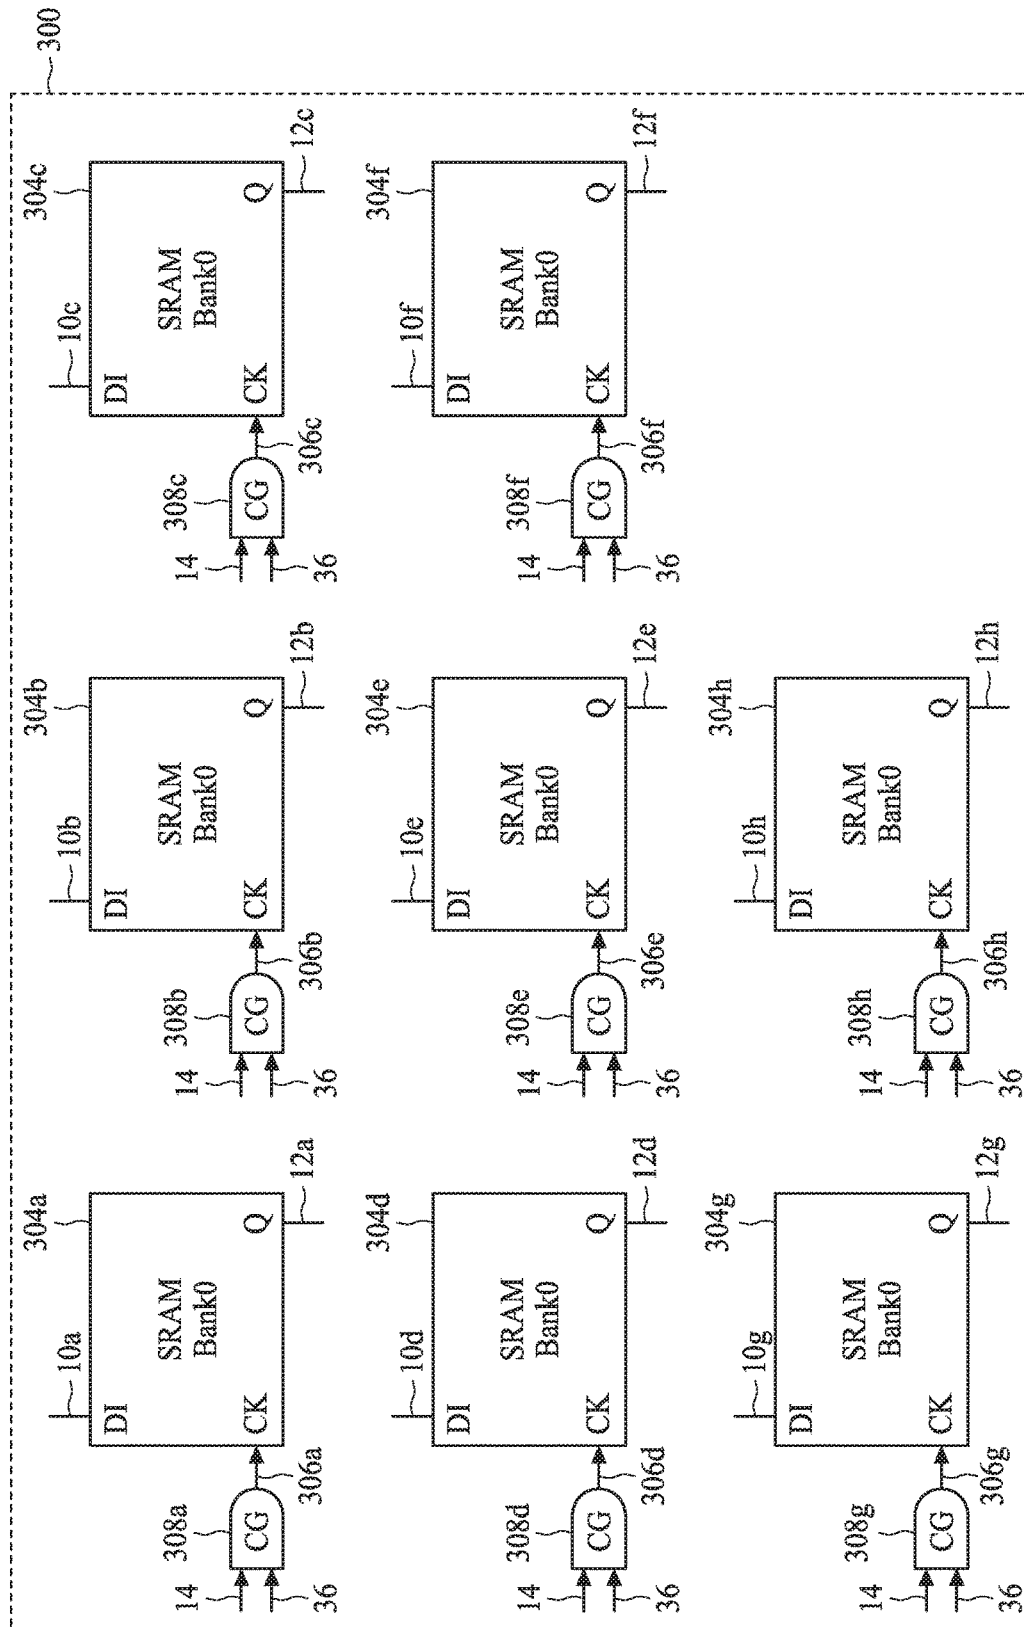 300
304a
10a
DI
SRAM
Bank0
308a
14
CG
CK
Q
36
306a
12a
304b
10b
DI
SRAM
Bank0
308b
14
CG
CK
Q
36
306b
12b
304c
10c
DI
SRAM
Bank0
308c
14
CG
CK
Q
36
306c
12c
304d
10d
DI
SRAM
Bank0
308d
14
CG
CK
Q
36
306d
12d
304e
10e
DI
SRAM
Bank0
308e
14
CG
CK
Q
36
306e
12e
304f
10f
DI
SRAM
Bank0
308f
14
CG
CK
Q
36
306f
12f
304g
10g
DI
SRAM
Bank0
308g
14
CG
CK
Q
36
306g
12g
304h
10h
DI
SRAM
Bank0
308h
14
CG
CK
Q
36
306h
12h